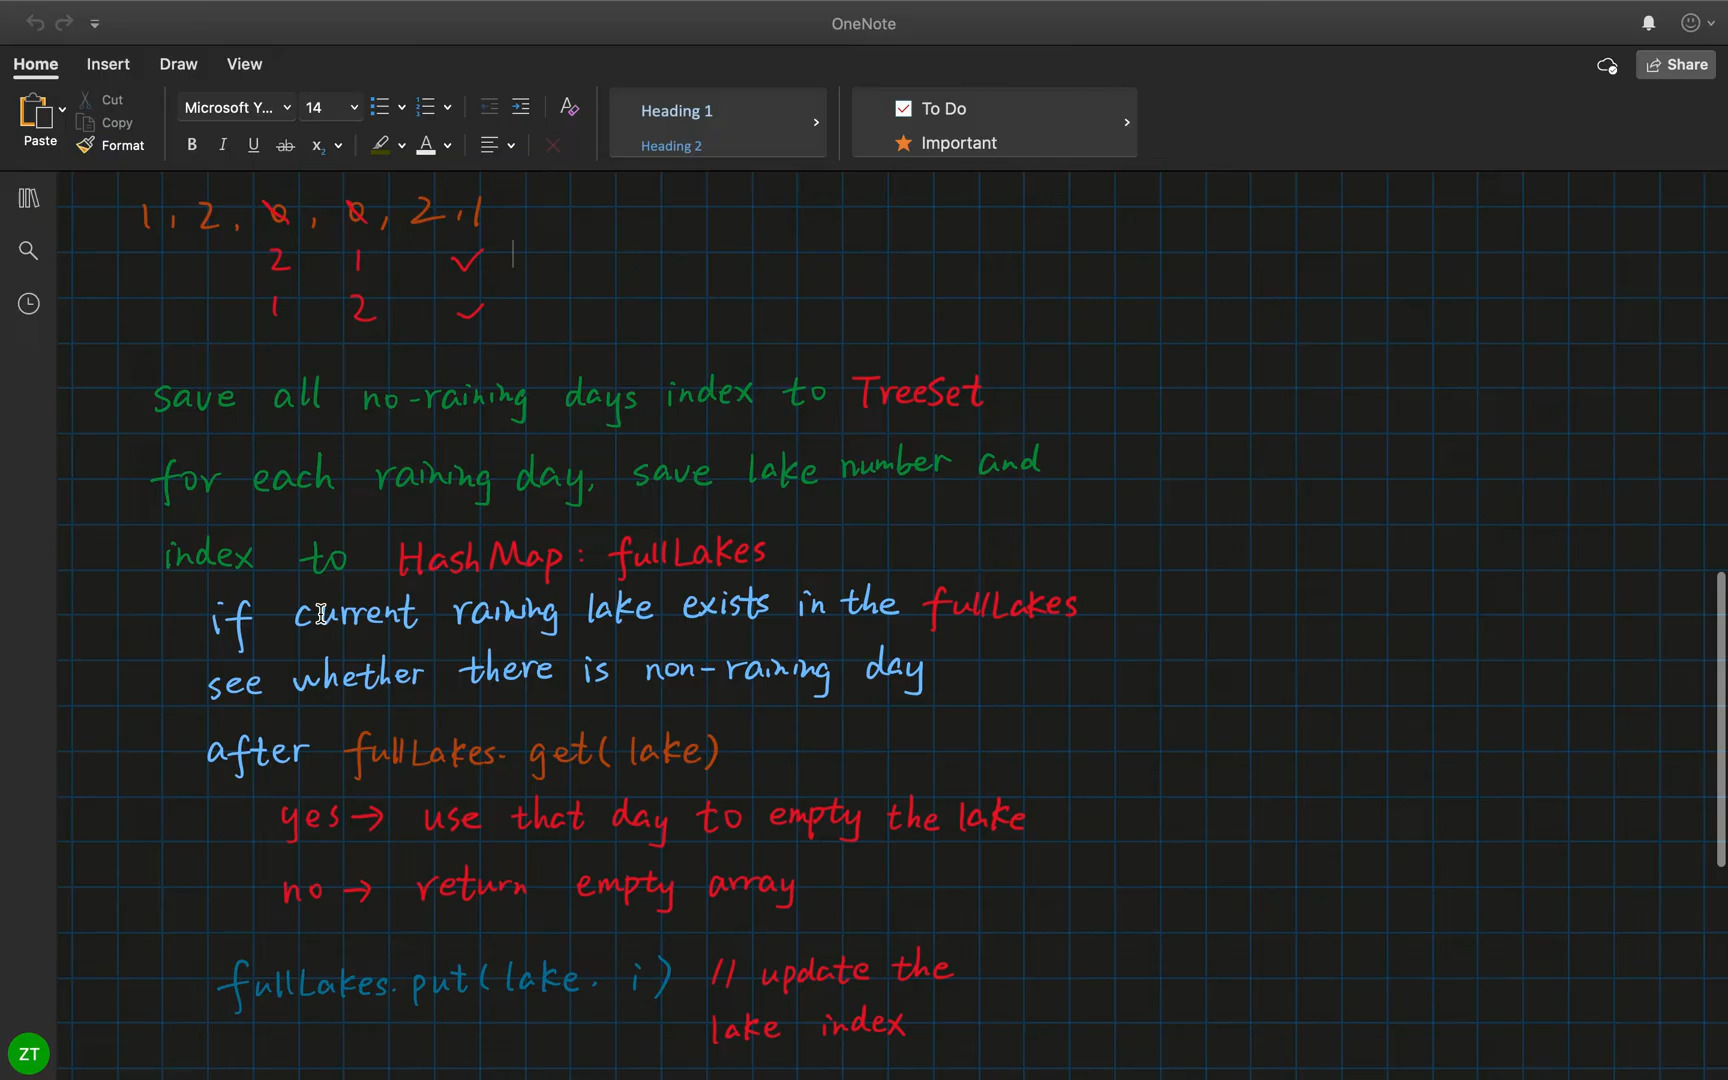 OneNote
Home Insert Draw View
Share
Paste
Cut
Copy
Format
Microsoft Y... 14
B I U ab x₂ A
Heading 1
Heading 2
To Do
Important
1, 2, 0, 0, 2, 1
2 1 ✓
1 2 ✓
save all no-raining days index to TreeSet
for each raining day, save lake number and
index to HashMap: fullLakes
if current raining lake exists in the fullLakes
see whether there is non-raining day
after fullLakes.get(lake)
yes → use that day to empty the lake
no → return empty array
fullLakes.put(lake, i) // update the
lake index
ZT